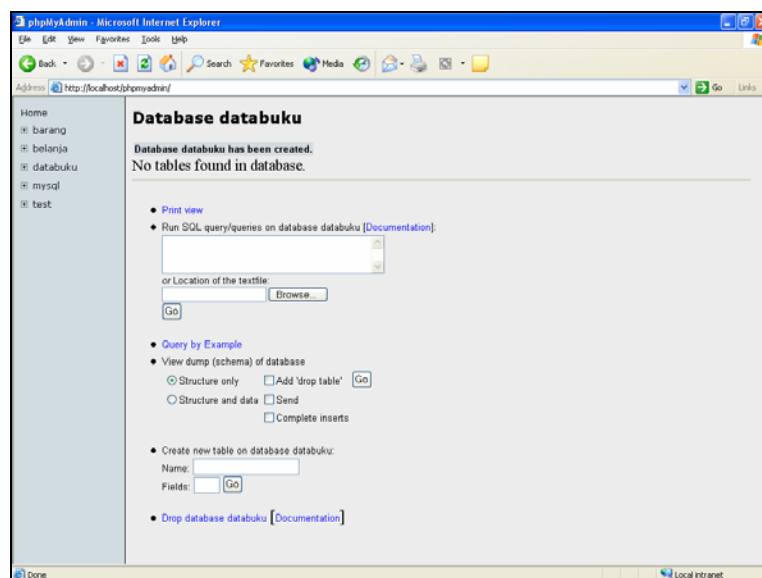 phpMyAdmin - Microsoft Internet Explorer
File Edit View Favorites Tools Help
Back Search Favorites Media
Address http://localhost/phpmyadmin/ Go Links
Home
barang
belanja
databuku
mysql
test
Database databuku
Database databuku has been created.
No tables found in database.
Print view
Run SQL query/queries on database databuku [Documentation]:
or Location of the textfile:
Browse...
Go
Query by Example
View dump (schema) of database
Structure only Add 'drop table' Go
Structure and data Send
Complete inserts
Create new table on database databuku:
Name:
Fields: Go
Drop database databuku [Documentation]
Done Local intranet